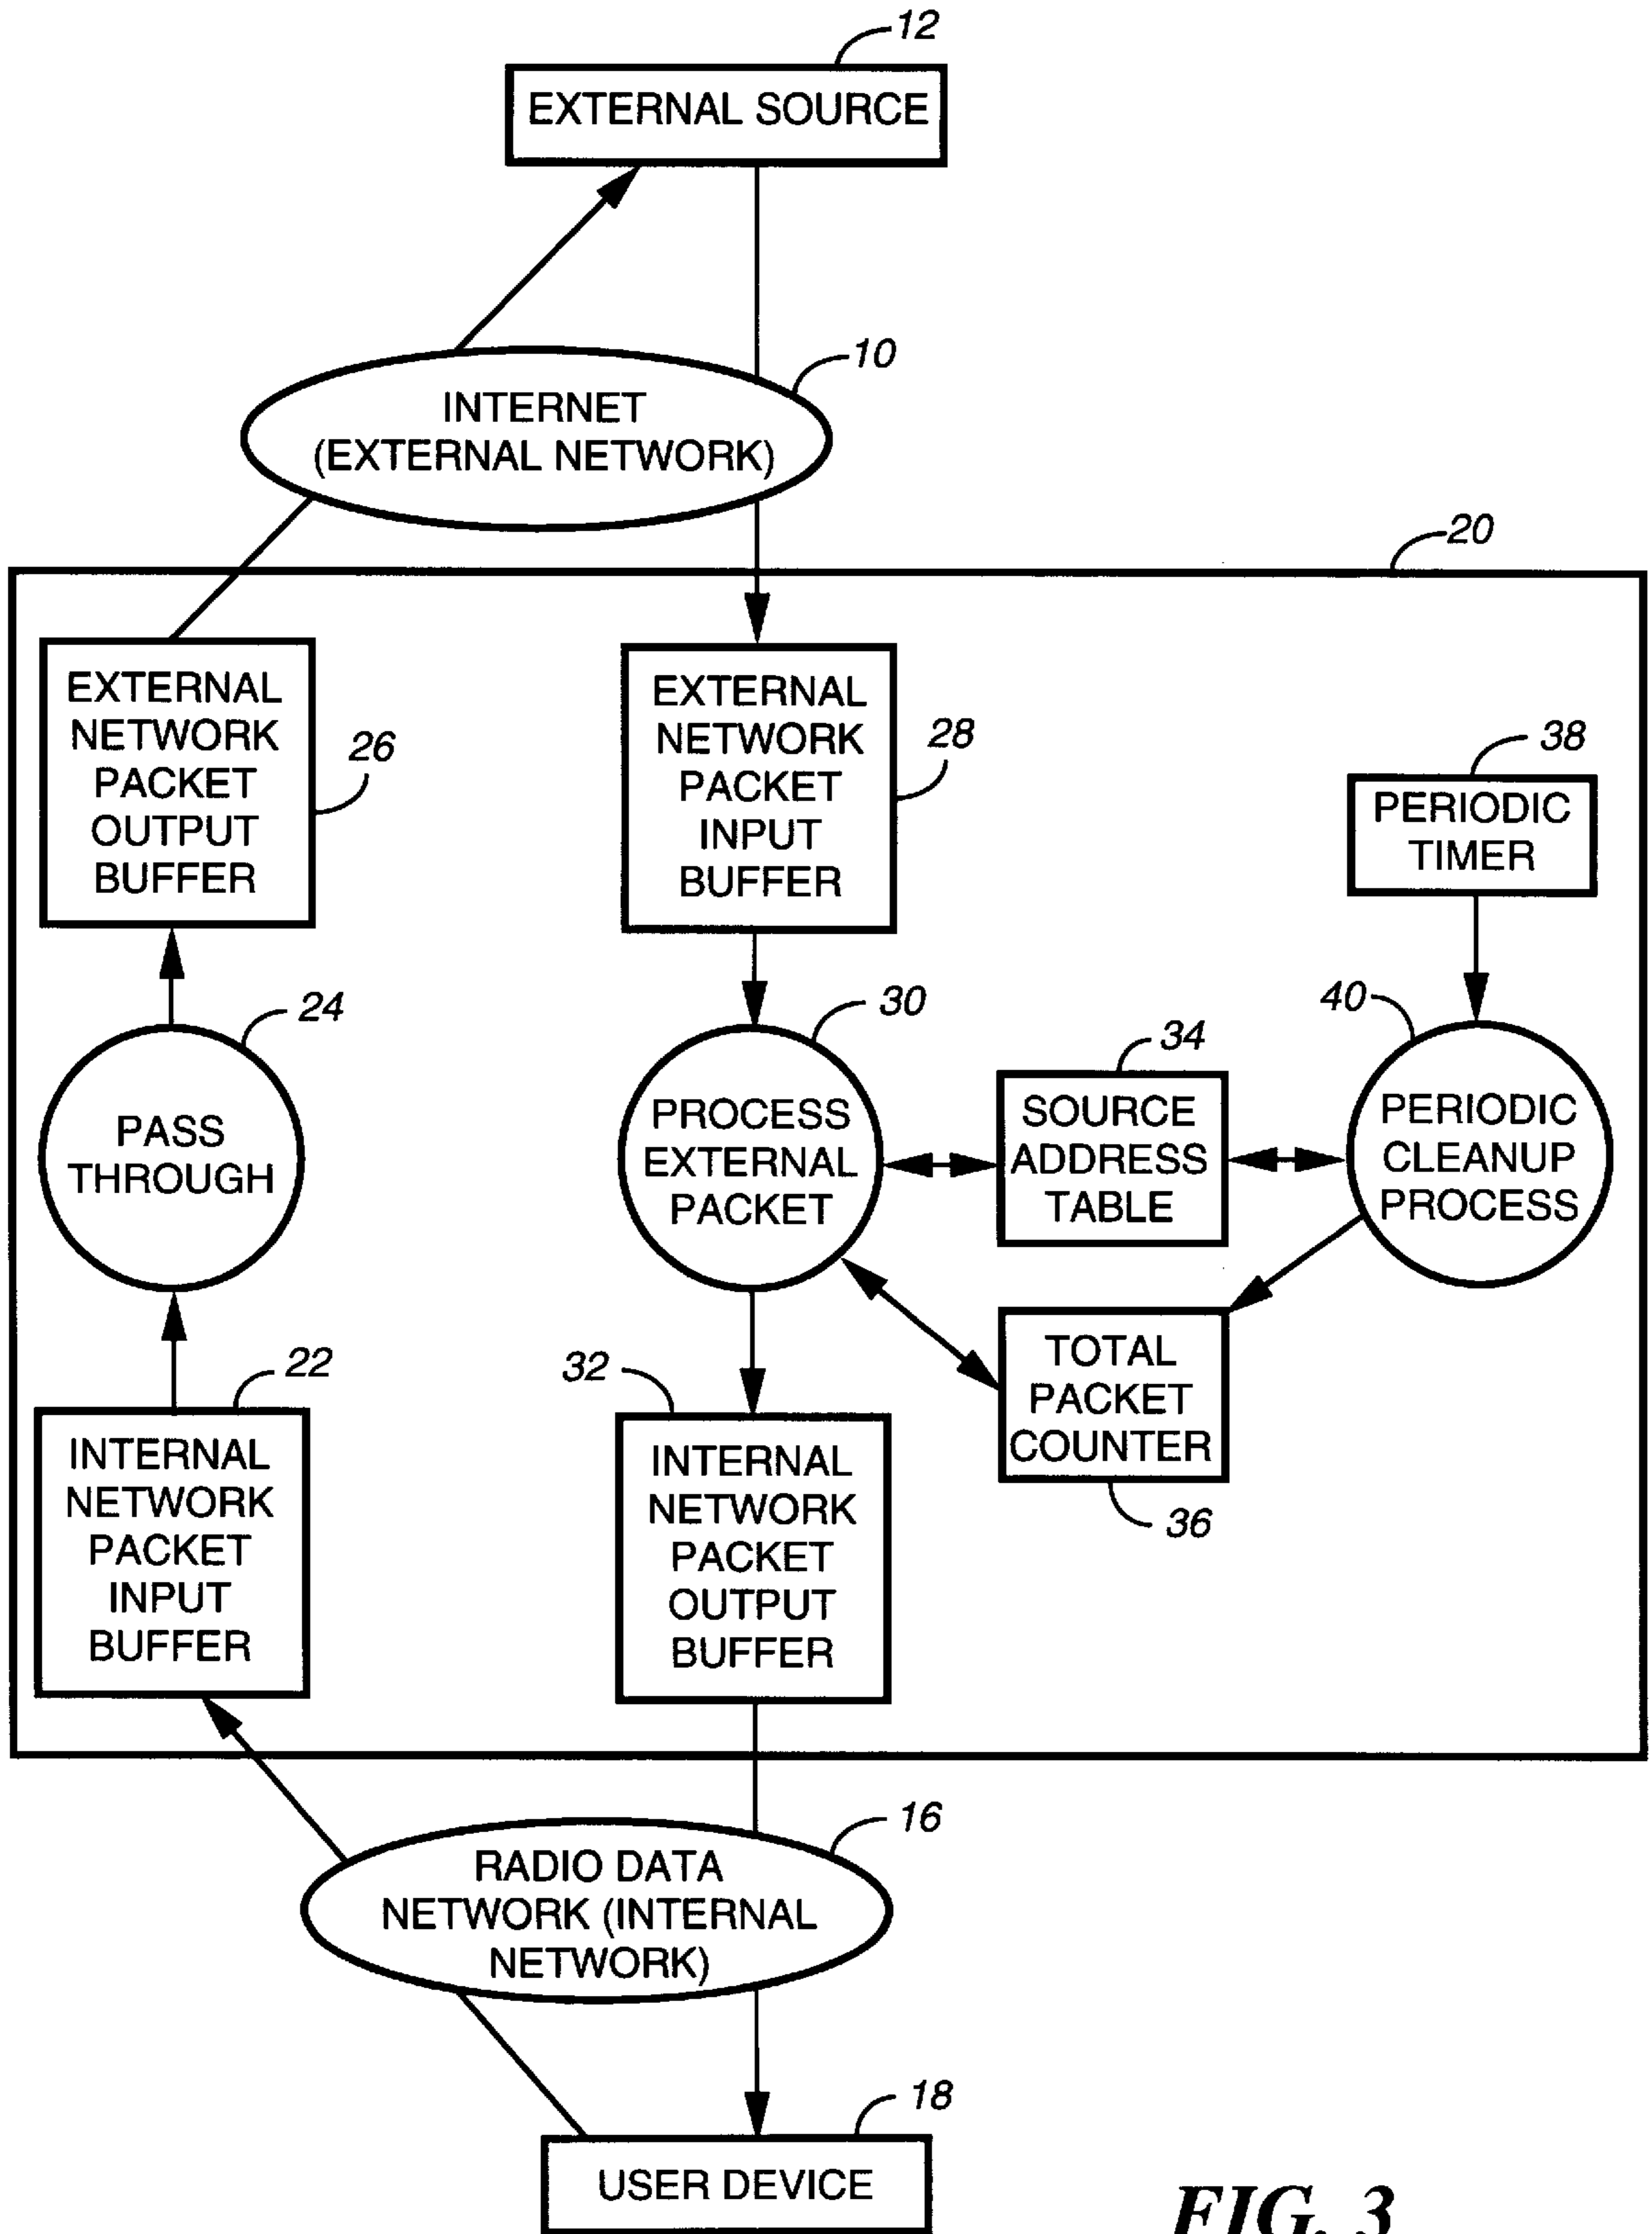 12
EXTERNAL SOURCE
10
INTERNET
(EXTERNAL NETWORK)
20
EXTERNAL
NETWORK
PACKET
OUTPUT
BUFFER
26
EXTERNAL
NETWORK
PACKET
INPUT
BUFFER
28
38
PERIODIC
TIMER
24
PASS
THROUGH
30
PROCESS
EXTERNAL
PACKET
34
SOURCE
ADDRESS
TABLE
40
PERIODIC
CLEANUP
PROCESS
22
INTERNAL
NETWORK
PACKET
INPUT
BUFFER
32
INTERNAL
NETWORK
PACKET
OUTPUT
BUFFER
TOTAL
PACKET
COUNTER
36
16
RADIO DATA
NETWORK (INTERNAL
NETWORK)
18
USER DEVICE
FIG. 3